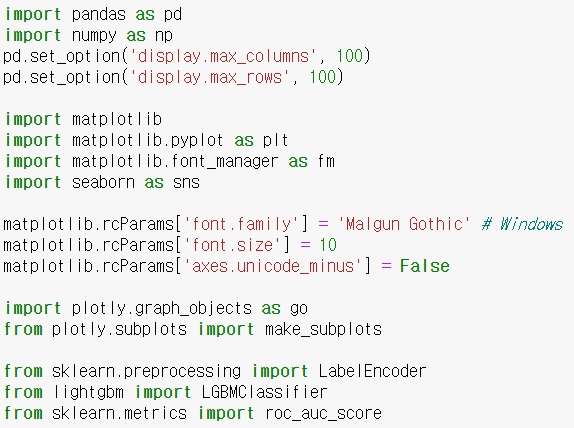 import pandas as pd
import numpy as np
pd.set_option('display.max_columns', 100)
pd.set_option('display.max_rows', 100)
import matplotlib
import matplotlib.pyplot as plt
import matplotlib.font_manager as fm
import seaborn as sns
matplotlib.rcParams['font.family'] = 'Malgun Gothic' # Windows
matplotlib.rcParams['font.size'] = 10
matplotlib.rcParams['axes.unicode_minus'] = False
import plotly.graph_objects as go
from plotly.subplots import make_subplots
from sklearn.preprocessing import LabelEncoder
from lightgbm import LGBMClassifier
from sklearn.metrics import roc_auc_score